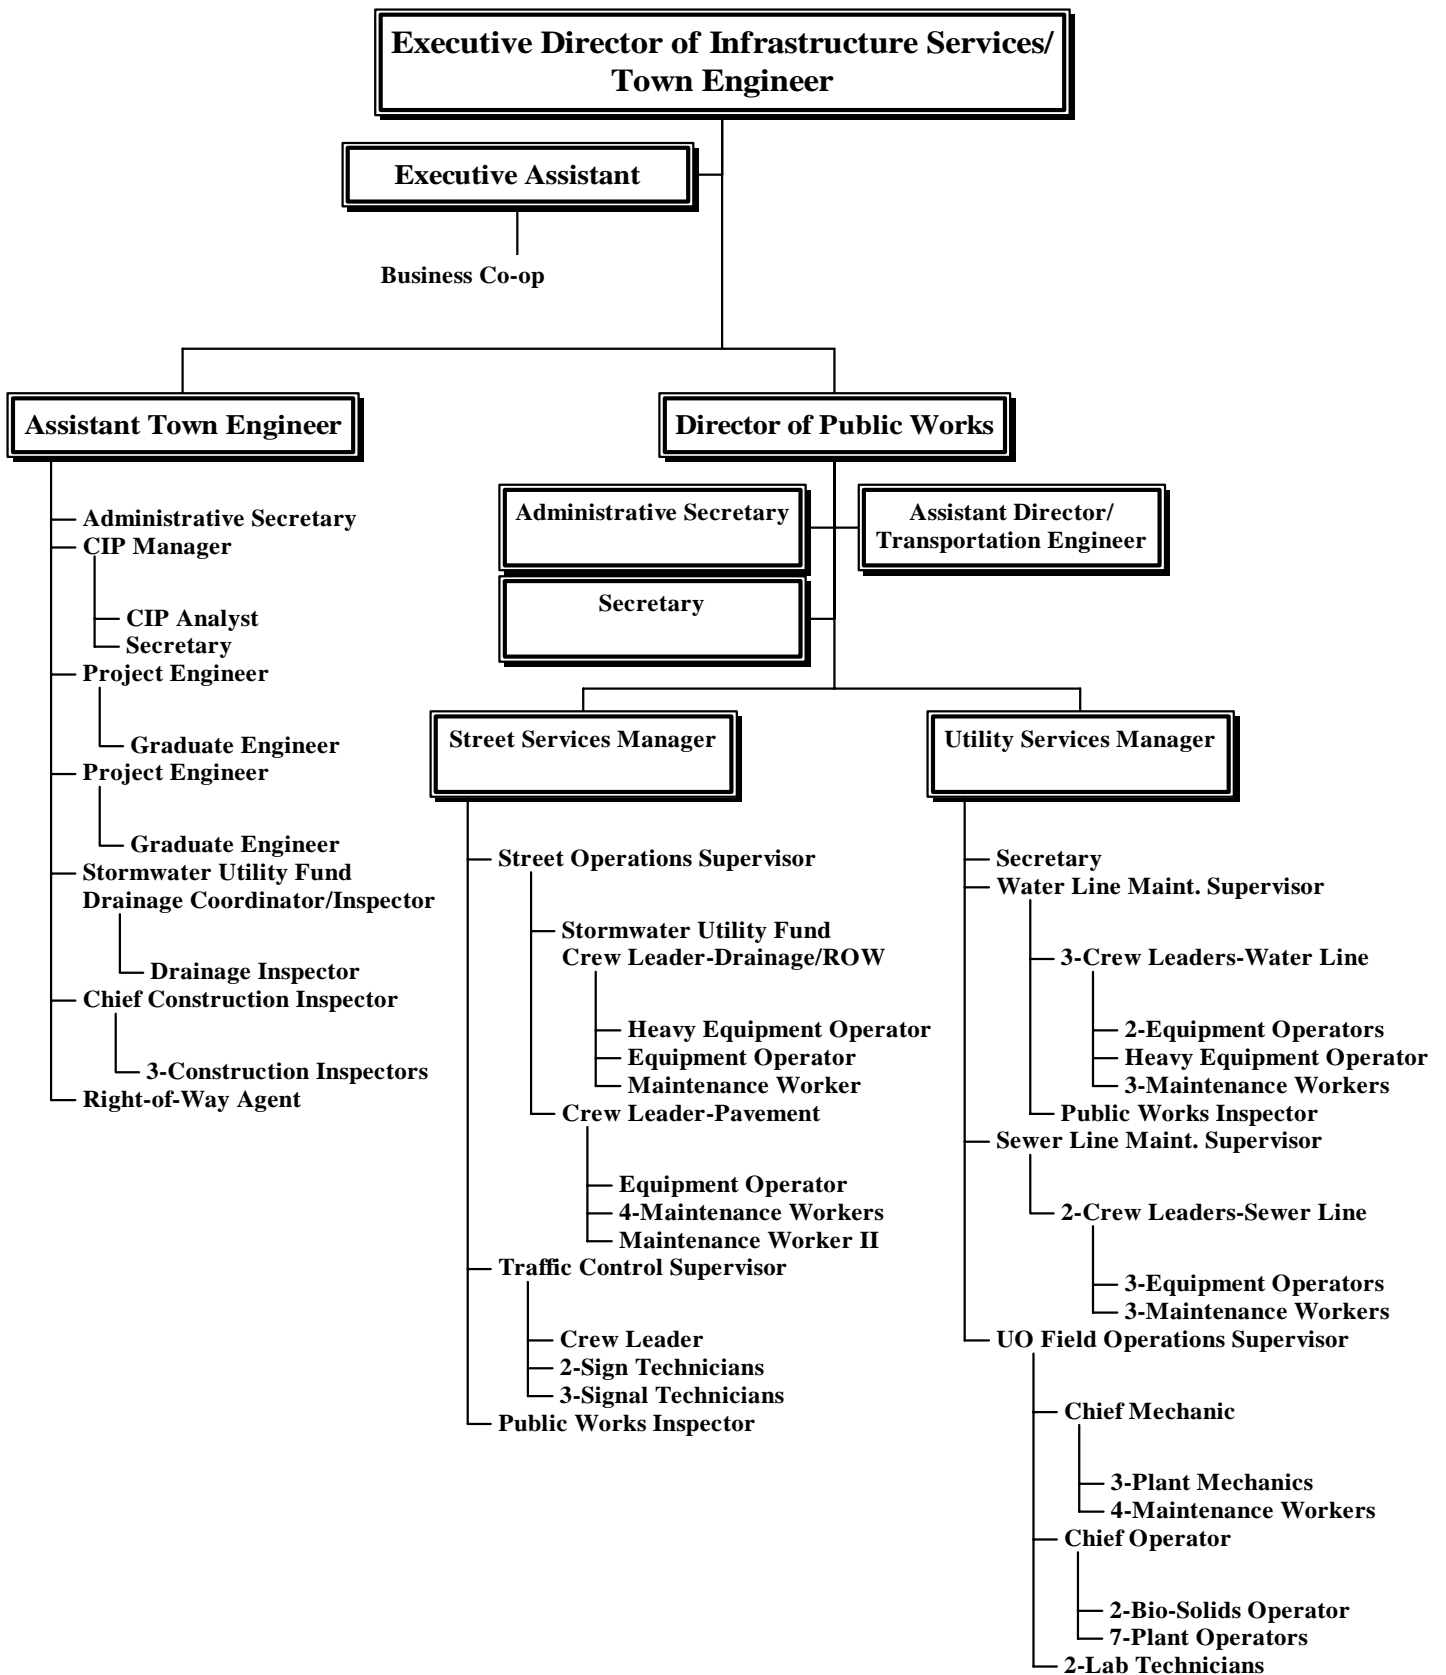 Executive Director of Infrastructure Services/
Town Engineer
Executive Assistant
Business Co-op
Assistant Town Engineer
Administrative Secretary
CIP Manager
CIP Analyst
Secretary
Project Engineer
Graduate Engineer
Project Engineer
Graduate Engineer
Stormwater Utility Fund
Drainage Coordinator/Inspector
Drainage Inspector
Chief Construction Inspector
3-Construction Inspectors
Right-of-Way Agent
Director of Public Works
Administrative Secretary
Assistant Director/
Transportation Engineer
Secretary
Street Services Manager
Street Operations Supervisor
Stormwater Utility Fund
Crew Leader-Drainage/ROW
Heavy Equipment Operator
Equipment Operator
Maintenance Worker
Crew Leader-Pavement
Equipment Operator
4-Maintenance Workers
Maintenance Worker II
Traffic Control Supervisor
Crew Leader
2-Sign Technicians
3-Signal Technicians
Public Works Inspector
Utility Services Manager
Secretary
Water Line Maint. Supervisor
3-Crew Leaders-Water Line
2-Equipment Operators
Heavy Equipment Operator
3-Maintenance Workers
Public Works Inspector
Sewer Line Maint. Supervisor
2-Crew Leaders-Sewer Line
3-Equipment Operators
3-Maintenance Workers
UO Field Operations Supervisor
Chief Mechanic
3-Plant Mechanics
4-Maintenance Workers
Chief Operator
2-Bio-Solids Operator
7-Plant Operators
2-Lab Technicians